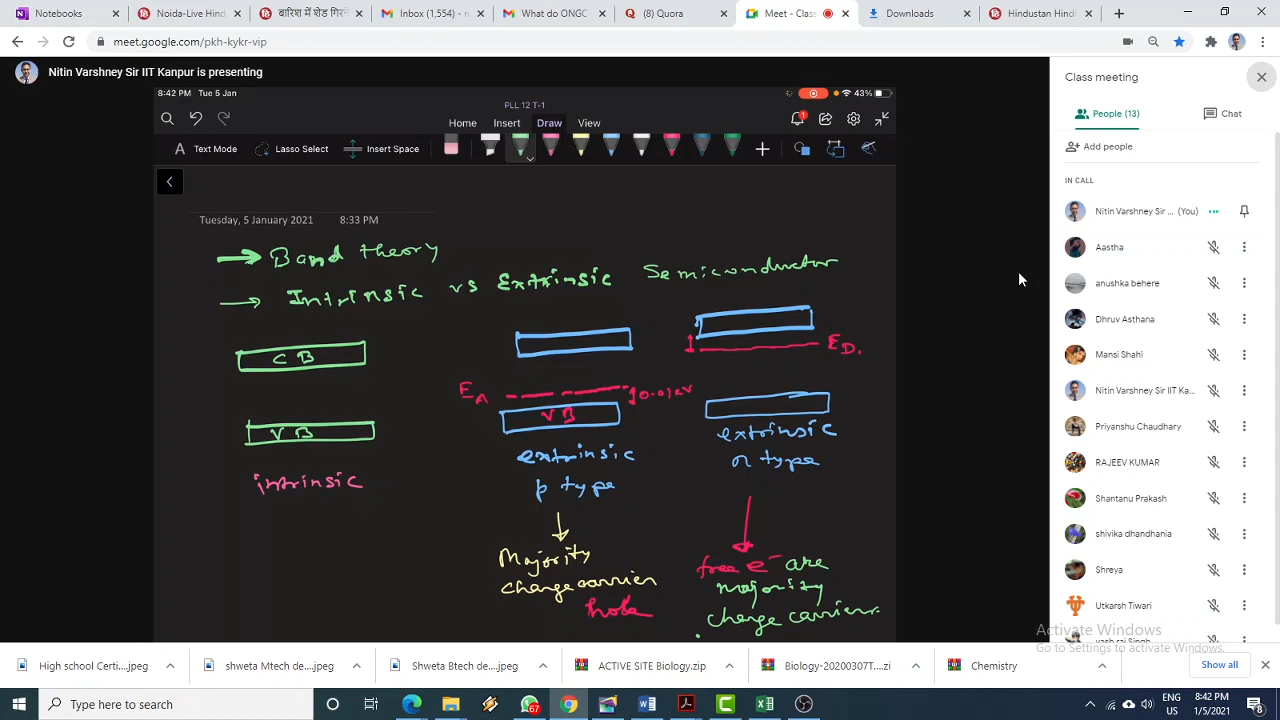 Notebooks
Noida-Live Hind
बारिश में घोड़
Inbox (1,554) - n
What do ONGC
(8) Quora
Meet - Class
Downloads
Hindustan Hind
meet.google.com/pkh-kykr-vip
Nitin Varshney Sir IIT Kanpur is presenting
8:42 PM Tue 5 Jan
43%
PLL 12 T-1
Home Insert Draw View
1
A Text Mode Lasso Select Insert Space
Tuesday, 5 January 2021 8:33 PM
Band theory
Intrinsic vs Extrinsic Semiconductor
CB
VB
intrinsic
EA
0.01eV
VB
extrinsic
p type
Majority
charge carrier
hole
ED.
extrinsic
n type
free e- are
majority
charge carriers
Class meeting
People (13)
Chat
Add people
IN CALL
Nitin Varshney Sir ... (You)
Aastha
anushka behere
Dhruv Asthana
Mansi Shahi
Nitin Varshney Sir IIT Ka...
Priyanshu Chaudhary
RAJEEV KUMAR
Shantanu Prakash
shivika dhandhania
Shreya
Utkarsh Tiwari
yash raj Singh
Activate Windows
Go to Settings to activate Windows.
High school Certi....jpeg
shweta Mtech de....jpeg
Shweta Btech de....jpeg
ACTIVE SITE Biology.zip
Biology-20200307T....zi
Chemistry
Show all
Type here to search
67
ENG
US
8:42 PM
1/5/2021
8